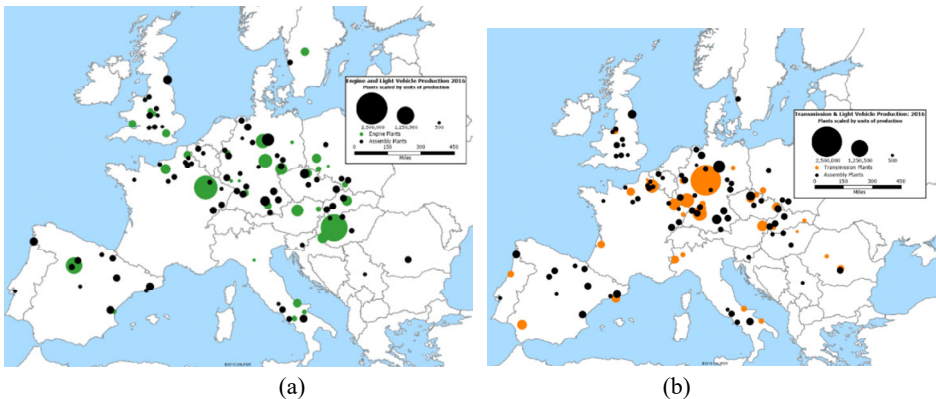 Engine and Light Vehicle Production 2016
Plants scaled by units of production
2,500,000 1,250,500 500
Engine Plants
Assembly Plants
0 150 300 450
Miles
Transmission & Light Vehicle Production: 2016
Plants scaled by units of production
2,500,000 1,250,500 500
Transmission Plants
Assembly Plants
0 150 300 450
Miles
(a) (b)